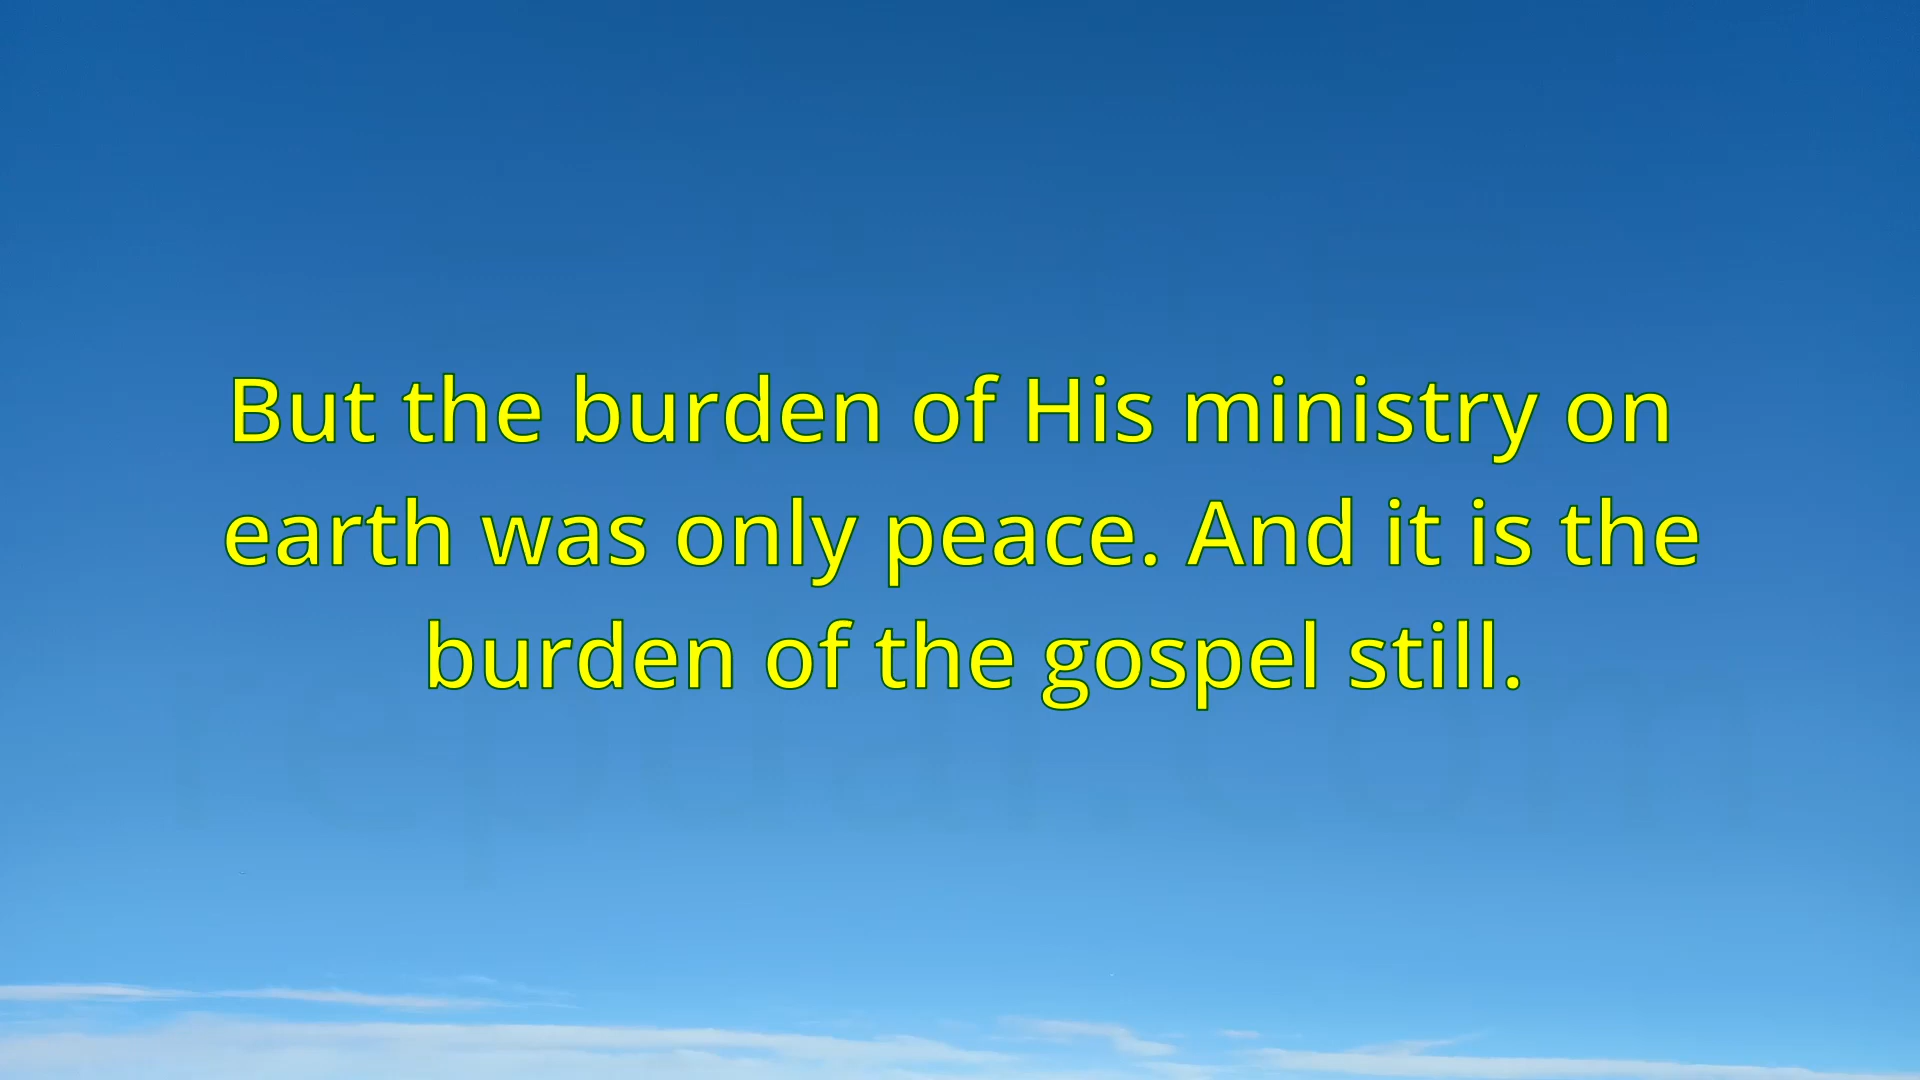 But the burden of His ministry on
earth was only peace. And it is the
burden of the gospel still.